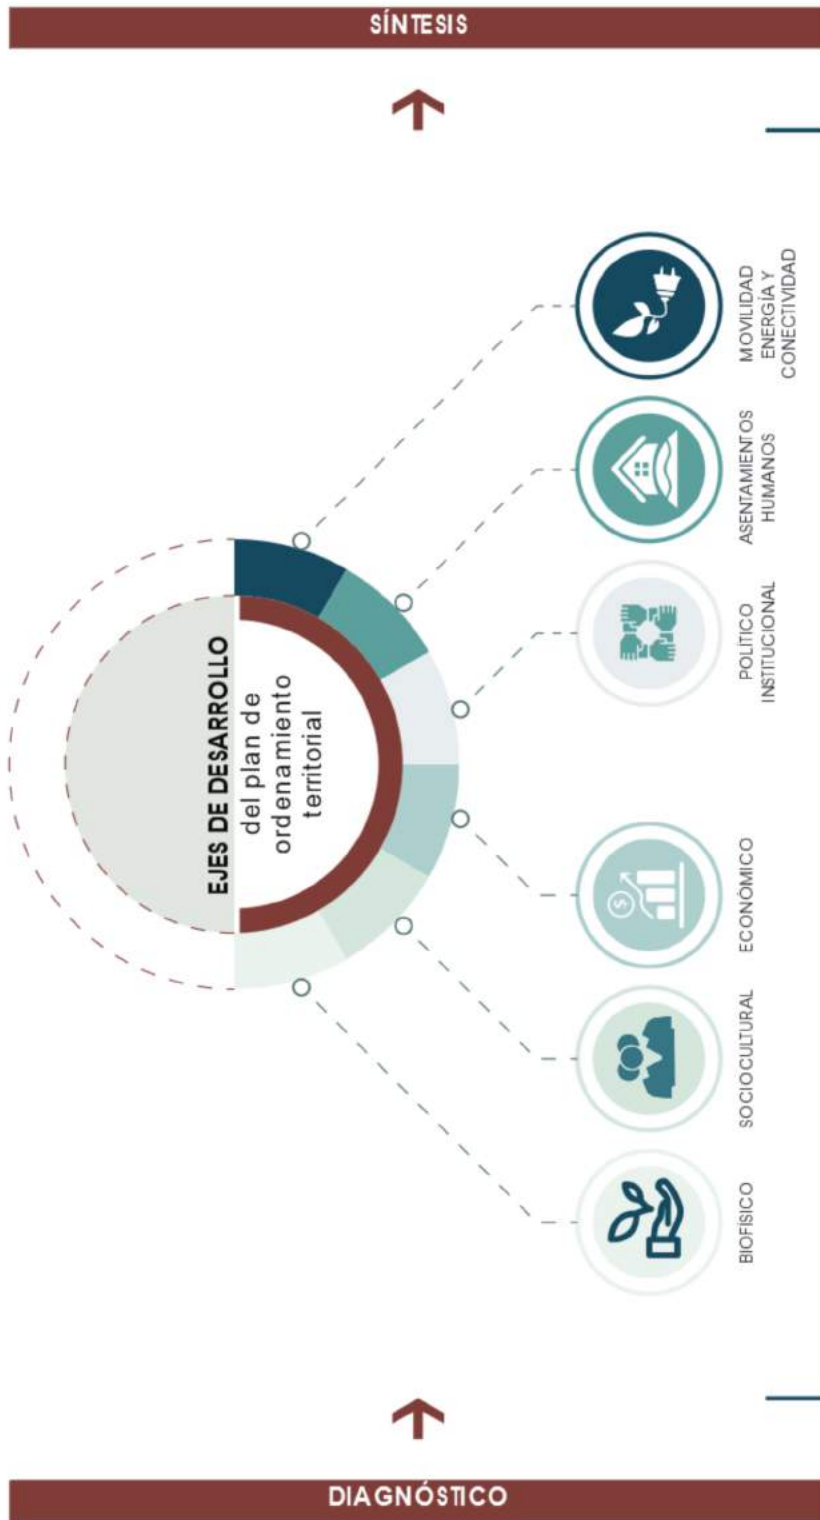 SÍNTESIS
EJES DE DESARROLLO
del plan de
ordenamiento
territorial
BIOFÍSICO
SOCIOCULTURAL
ECONÓMICO
POLÍTICO
INSTITUCIONAL
ASENTAMIENTOS
HUMANOS
MOVILIDAD
ENERGÍA Y
CONECTIVIDAD
$
DIAGNÓSTICO